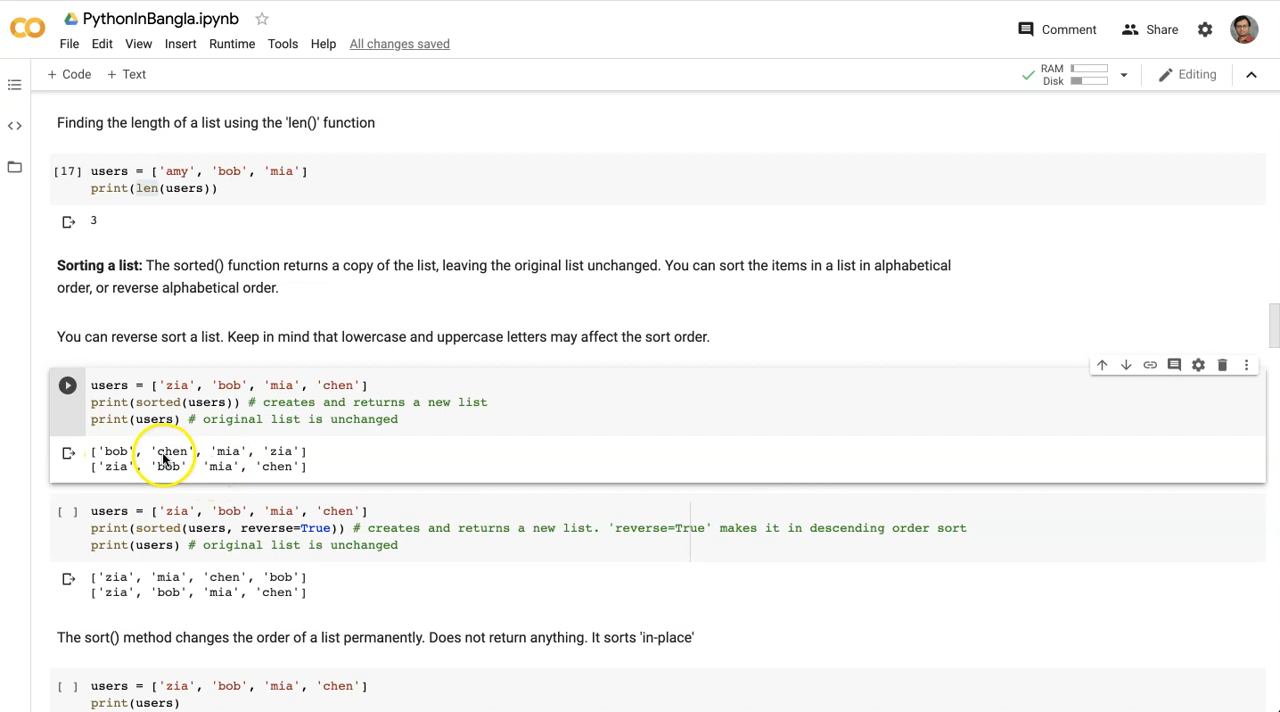 PythonInBangla.ipynb
Comment
Share
File Edit View Insert Runtime Tools Help All changes saved
+ Code + Text
RAM
Disk
Editing
Finding the length of a list using the 'len()' function
[17] users = ['amy', 'bob', 'mia']
print(len(users))
3
Sorting a list: The sorted() function returns a copy of the list, leaving the original list unchanged. You can sort the items in a list in alphabetical
order, or reverse alphabetical order.
You can reverse sort a list. Keep in mind that lowercase and uppercase letters may affect the sort order.
users = ['zia', 'bob', 'mia', 'chen']
print(sorted(users)) # creates and returns a new list
print(users) # original list is unchanged
['bob', 'chen', 'mia', 'zia']
['zia', 'bob', 'mia', 'chen']
[ ] users = ['zia', 'bob', 'mia', 'chen']
print(sorted(users, reverse=True)) # creates and returns a new list. 'reverse=True' makes it in descending order sort
print(users) # original list is unchanged
['zia', 'mia', 'chen', 'bob']
['zia', 'bob', 'mia', 'chen']
The sort() method changes the order of a list permanently. Does not return anything. It sorts 'in-place'
[ ] users = ['zia', 'bob', 'mia', 'chen']
print(users)